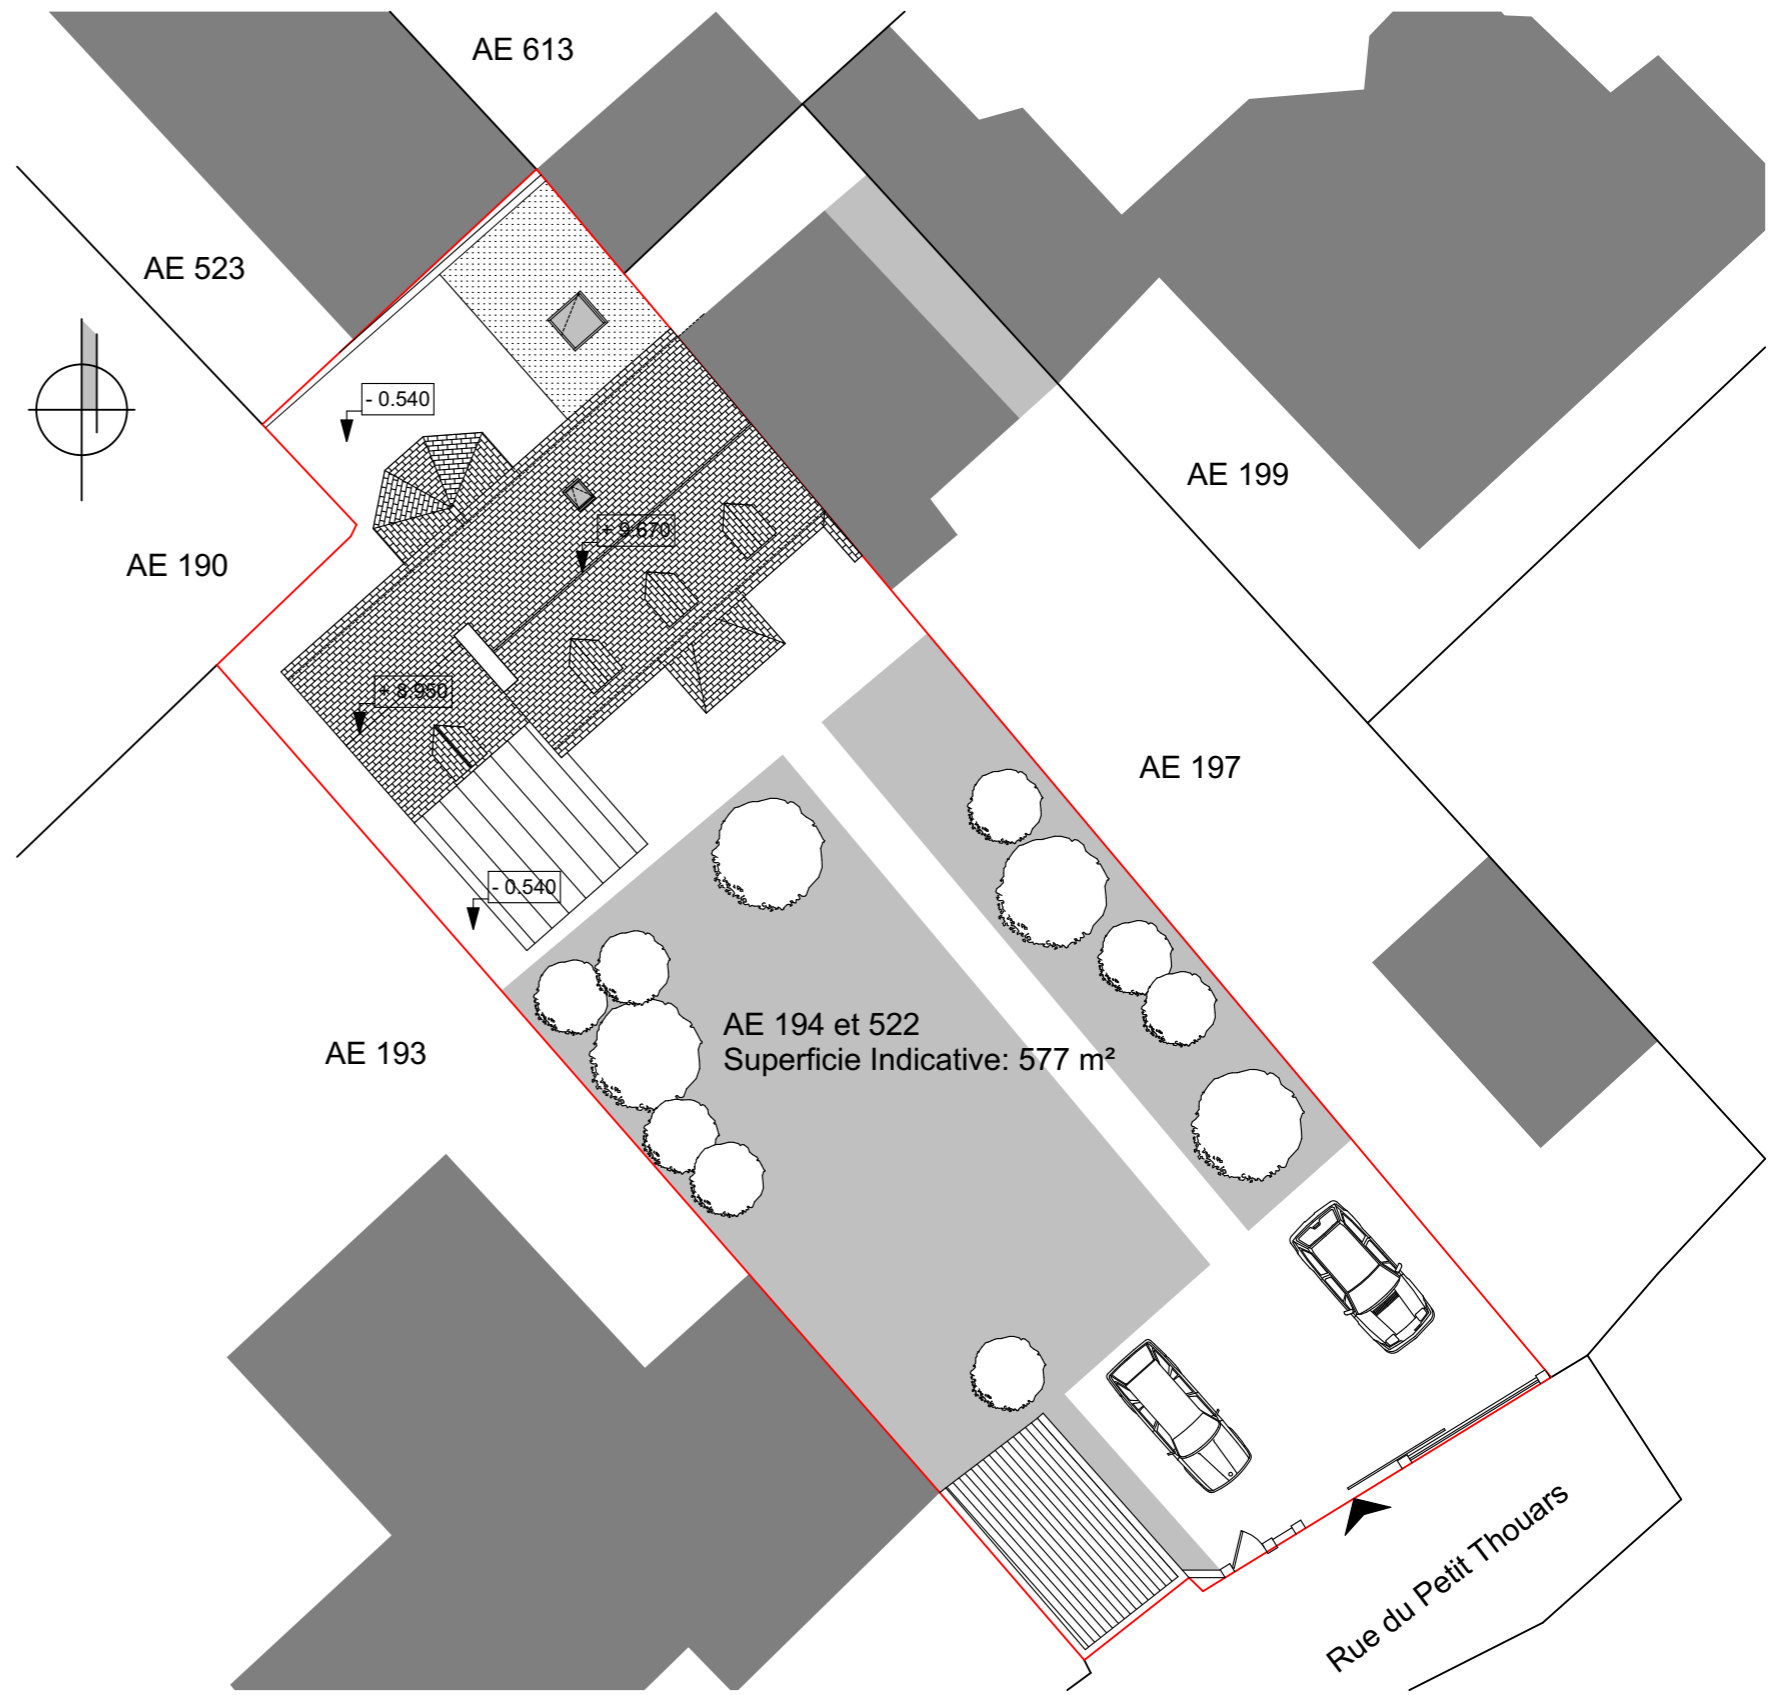 AE 613
AE 523
- 0.540
AE 199
+ 9.670
AE 190
+ 8.950
AE 197
- 0.540
AE 194 et 522
Superficie Indicative: 577 m²
AE 193
Rue du Petit Thouars